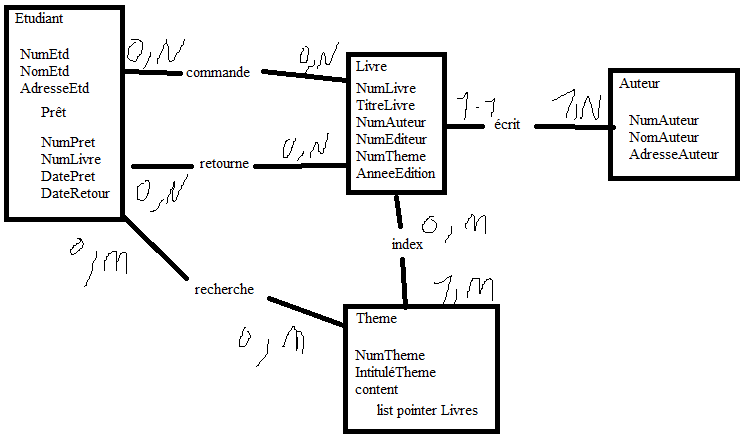 Etudiant
NumEtd
NomEtd
AdresseEtd
Prêt
NumPret
NumLivre
DatePret
DateRetour
0,N
commande
0,N
Livre
NumLivre
TitreLivre
NumAuteur
NumEditeur
NumTheme
AnneeEdition
1-1
écrit
1,N
Auteur
NumAuteur
NomAuteur
AdresseAuteur
0,N
retourne
0,N
0,n
recherche
0,n
0,n
index
1,n
Theme
NumTheme
IntituléTheme
content
list pointer Livres